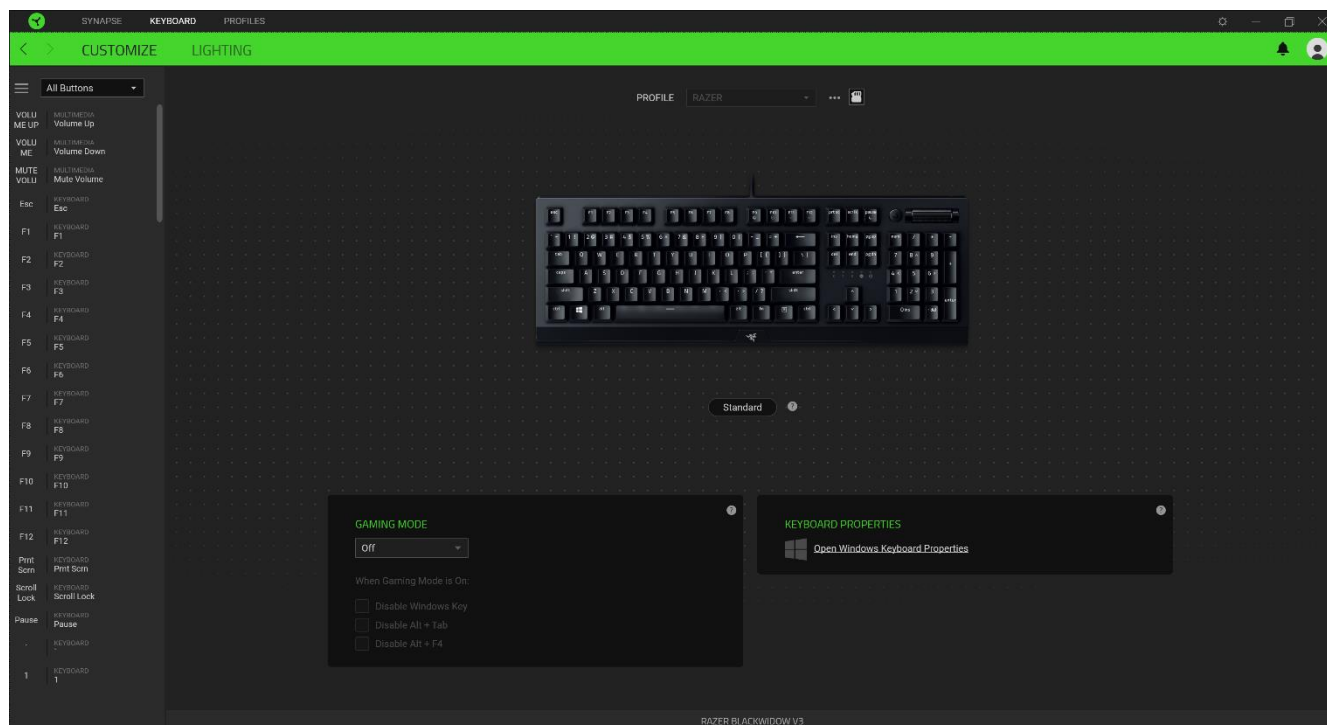 SYNAPSE KEYBOARD PROFILES
CUSTOMIZE LIGHTING
All Buttons
PROFILE RAZER
VOLU MULTIMEDIA
ME UP Volume Up
VOLU MULTIMEDIA
ME Volume Down
MUTE MULTIMEDIA
VOLU Mute Volume
Esc KEYBOARD
Esc
F1 KEYBOARD
F1
F2 KEYBOARD
F2
F3 KEYBOARD
F3
F4 KEYBOARD
F4
F5 KEYBOARD
F5
F6 KEYBOARD
F6
F7 KEYBOARD
F7
F8 KEYBOARD
F8
F9 KEYBOARD
F9
F10 KEYBOARD
F10
F11 KEYBOARD
F11
F12 KEYBOARD
F12
Prnt KEYBOARD
Scrn Prnt Scrn
Scroll KEYBOARD
Lock Scroll Lock
Pause KEYBOARD
Pause
KEYBOARD
1 KEYBOARD
1
Standard
GAMING MODE
Off
When Gaming Mode is On:
Disable Windows Key
Disable Alt + Tab
Disable Alt + F4
KEYBOARD PROPERTIES
Open Windows Keyboard Properties
RAZER BLACKWIDOW V3